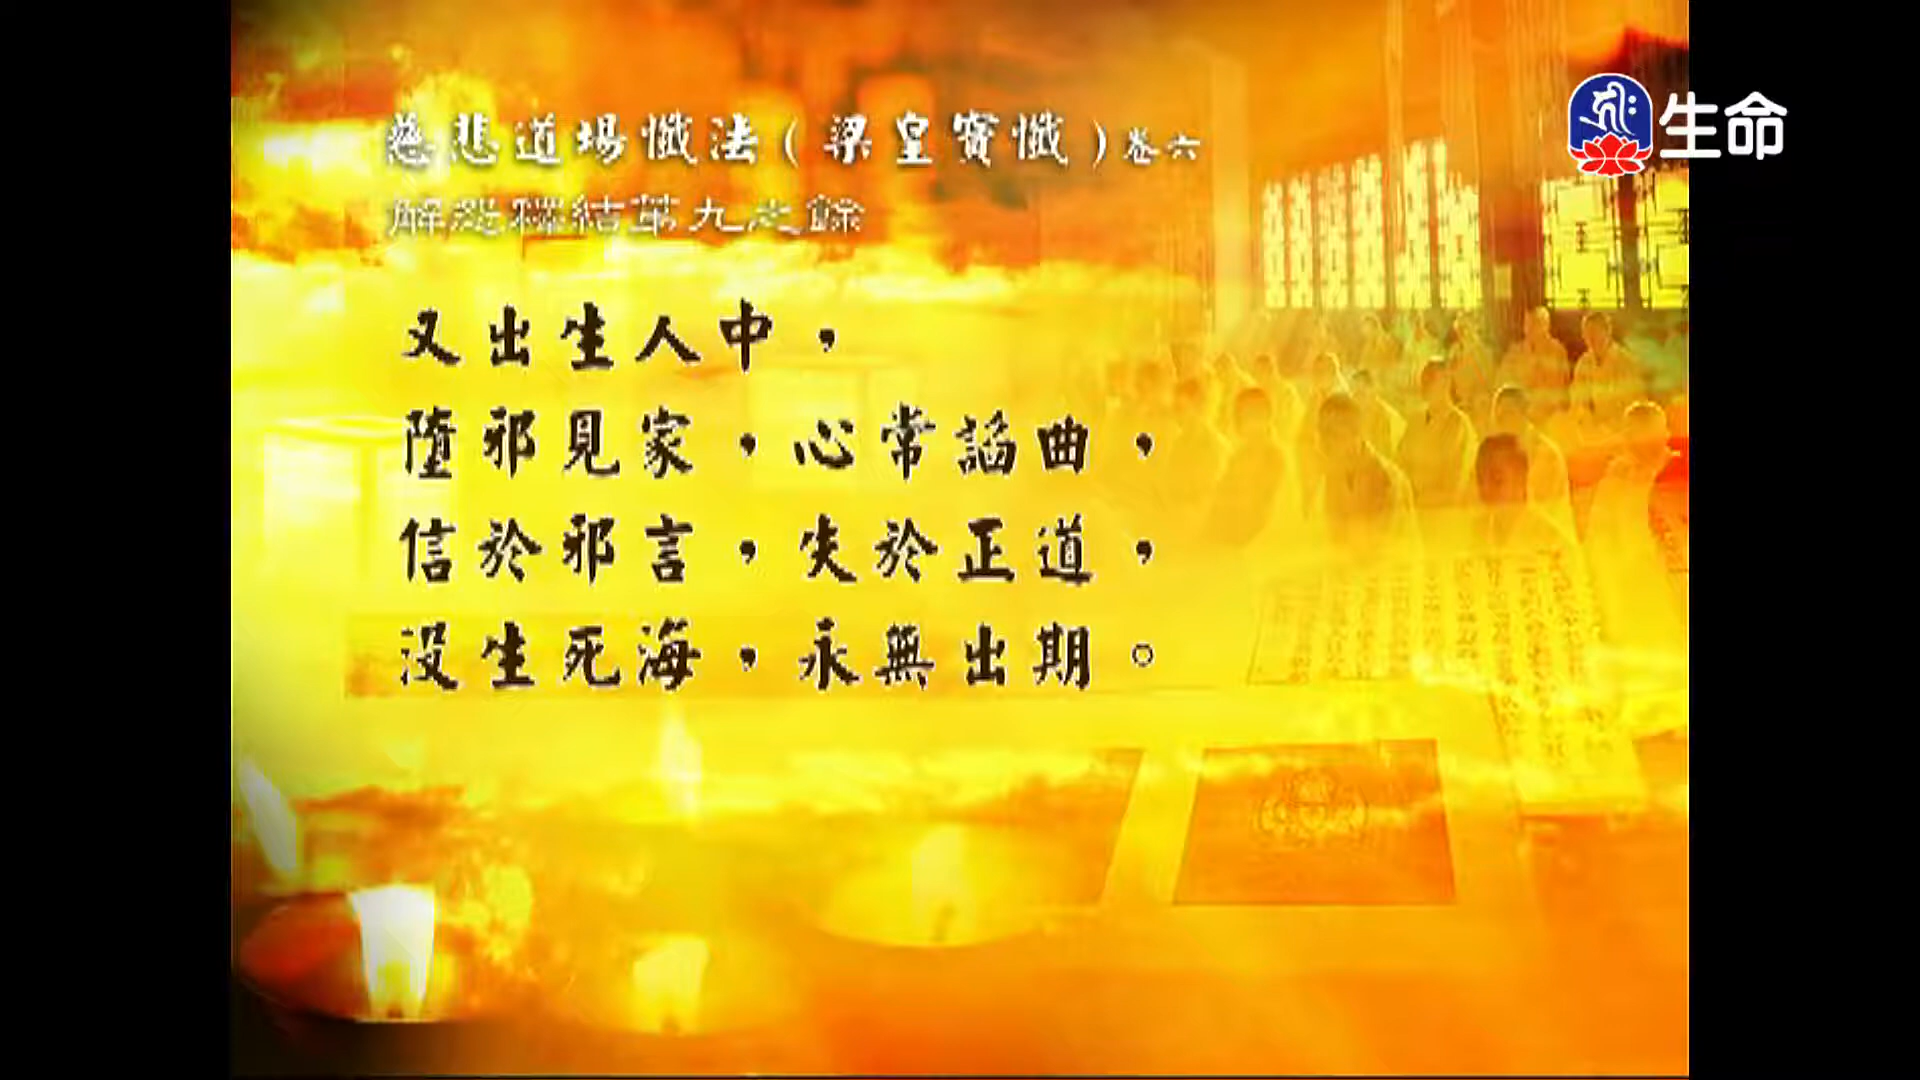 慈悲道場懺法(梁皇寶懺)卷六
解冤釋結第九之餘
生命
又出生人中，
墮邪見家，心常諂曲，
信於邪言，失於正道，
沒生死海，永無出期。